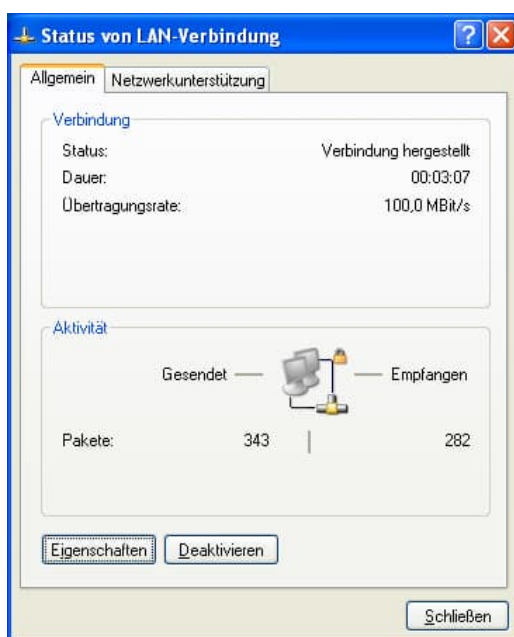 Status von LAN-Verbindung
Allgemein Netzwerkunterstützung
Verbindung
Status: Verbindung hergestellt
Dauer: 00:03:07
Übertragungsrate: 100,0 MBit/s
Aktivität
Gesendet Empfangen
Pakete: 343 282
Eigenschaften Deaktivieren
Schließen